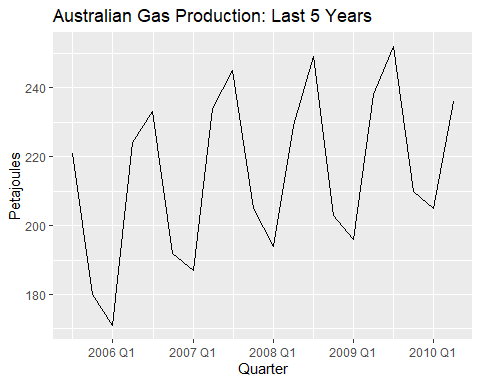 Australian Gas Production: Last 5 Years
240
220
200
180
Petajoules
2006 Q1 2007 Q1 2008 Q1 2009 Q1 2010 Q1
Quarter